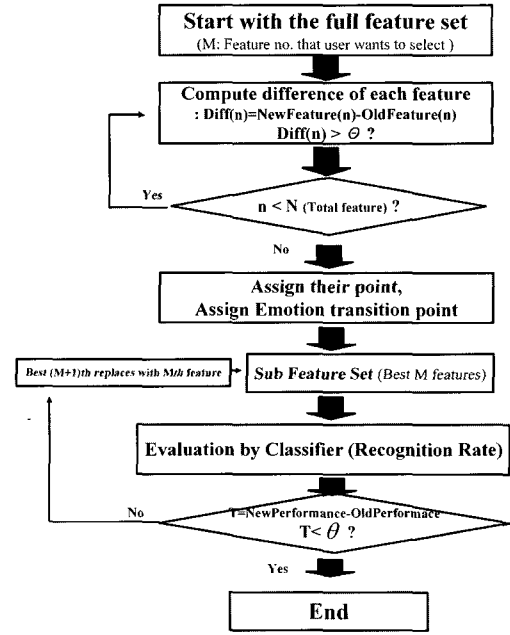 Start with the full feature set
(M: Feature no. that user wants to select )
Compute difference of each feature
: Diff(n)=NewFeature(n)-OldFeature(n)
Diff(n) > Θ ?
Yes
n < N (Total feature) ?
No
Assign their point,
Assign Emotion transition point
Best (M+1)th replaces with Mth feature
Sub Feature Set (Best M features)
Evaluation by Classifier (Recognition Rate)
T=NewPerformance-OldPerformace
No
T< θ ?
Yes
End